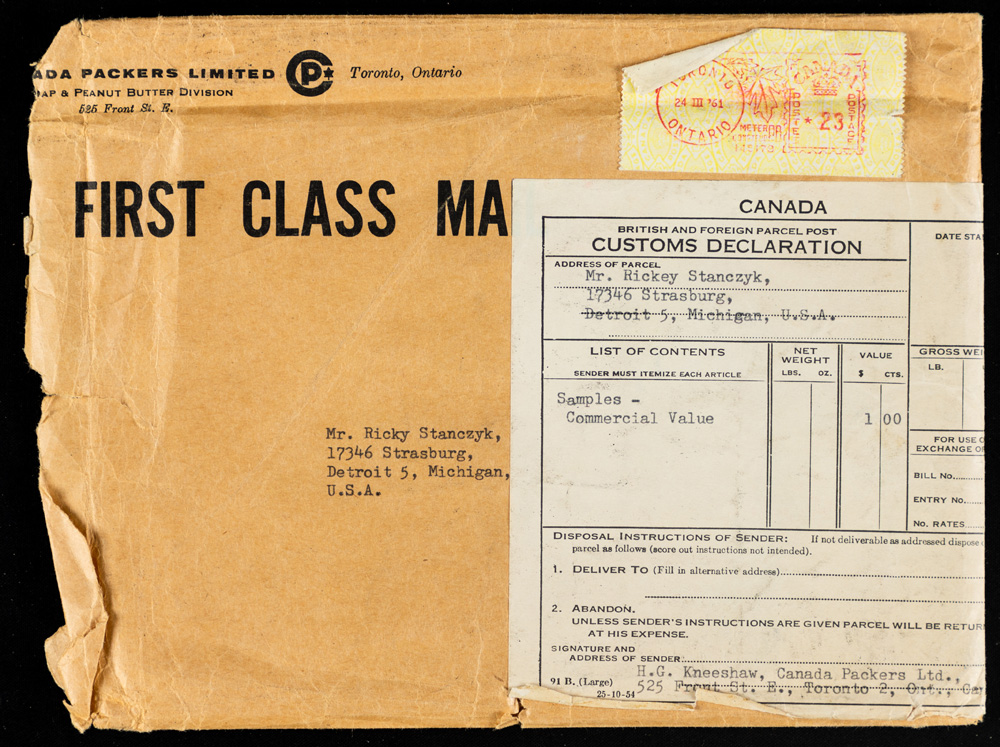 ADA PACKERS LIMITED CP Toronto, Ontario
AP & PEANUT BUTTER DIVISION
525 Front St. E.
TORONTO
24 III '61
ONTARIO
CANADA
POSTES
POSTAGE
* 23
METER
FIRST CLASS MA
CANADA
BRITISH AND FOREIGN PARCEL POST
CUSTOMS DECLARATION
DATE STA
ADDRESS OF PARCEL
Mr. Rickey Stanczyk,
17346 Strasburg,
Detroit 5, Michigan, U.S.A.
LIST OF CONTENTS
SENDER MUST ITEMIZE EACH ARTICLE
NET WEIGHT
LBS. OZ.
VALUE
$ CTS.
GROSS WEI
LB.
Samples -
Commercial Value 1 00
FOR USE O
EXCHANGE O
BILL No.
ENTRY No.
No. RATES
Mr. Ricky Stanczyk,
17346 Strasburg,
Detroit 5, Michigan,
U.S.A.
DISPOSAL INSTRUCTIONS OF SENDER: If not deliverable as addressed dispose
parcel as follows (score out instructions not intended).
1. DELIVER TO (Fill in alternative address)
2. ABANDON.
UNLESS SENDER'S INSTRUCTIONS ARE GIVEN PARCEL WILL BE RETUR
AT HIS EXPENSE.
SIGNATURE AND
ADDRESS OF SENDER:
H.G. Kneeshaw, Canada Packers Ltd.,
91 B. (Large) 525 Front St. E., Toronto 2, Ont., Ca
25-10-54